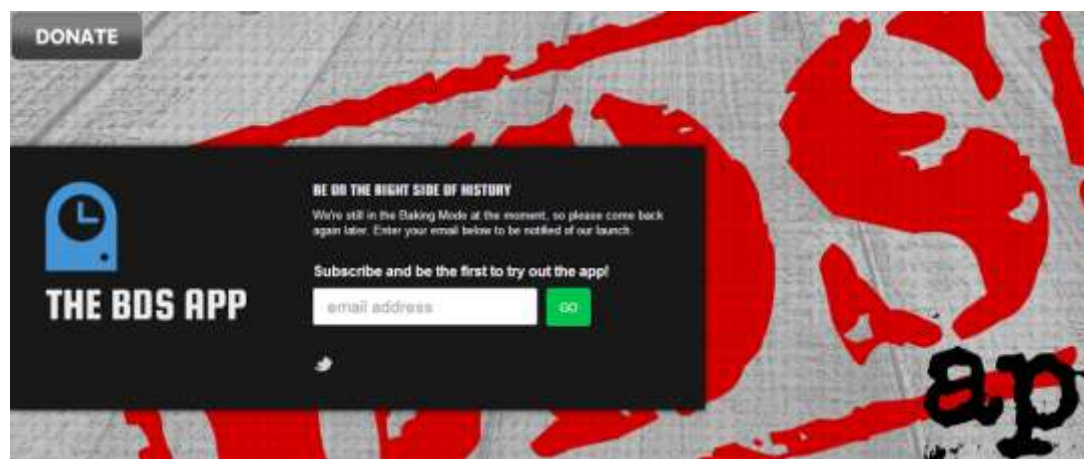 DONATE
BE ON THE RIGHT SIDE OF HISTORY
We're still in the Baking Mode at the moment, so please come back
again later. Enter your email below to be notified of our launch.
Subscribe and be the first to try out the app!
email address
GO
THE BDS APP
DS
ap